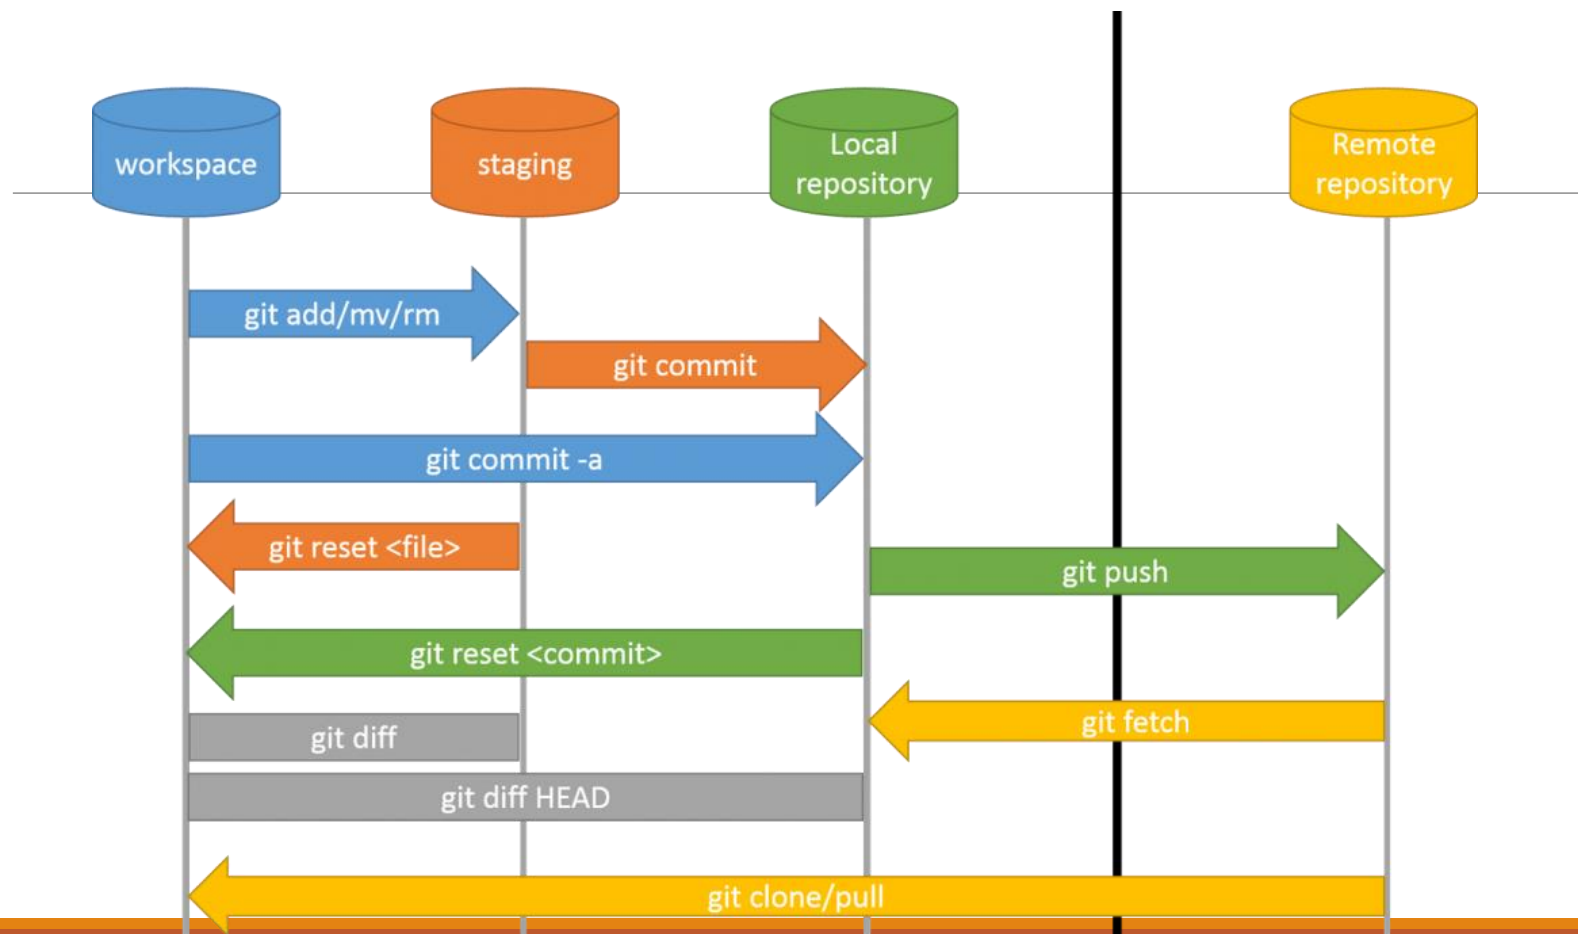 workspace
staging
Local
repository
Remote
repository
git add/mv/rm
git commit
git commit -a
git reset <file>
git push
git reset <commit>
git fetch
git diff
git diff HEAD
git clone/pull